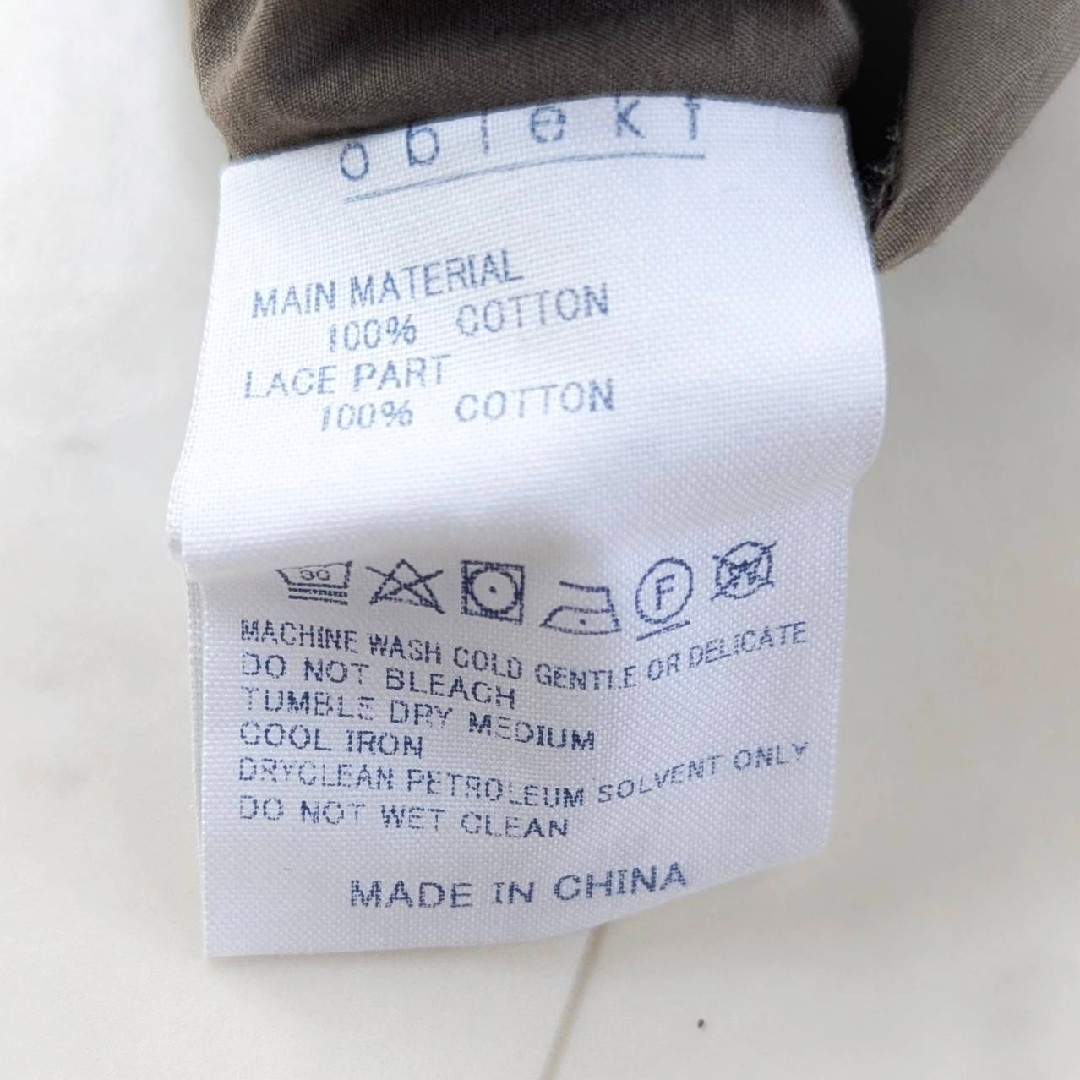 objekt
MAIN MATERIAL
100% COTTON
LACE PART
100% COTTON
30
F
W
MACHINE WASH COLD GENTLE OR DELICATE
DO NOT BLEACH
TUMBLE DRY MEDIUM
COOL IRON
DRYCLEAN PETROLEUM SOLVENT ONLY
DO NOT WET CLEAN
MADE IN CHINA